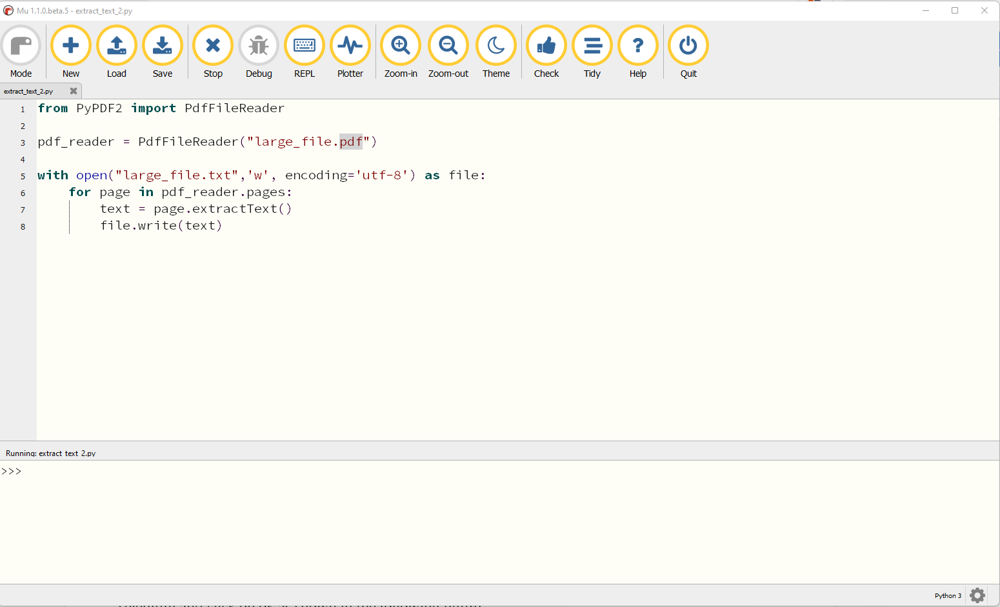 Mu 1.1.0.beta.5 - extract_text_2.py
Mode New Load Save Stop Debug REPL Plotter Zoom-in Zoom-out Theme Check Tidy Help Quit
extract_text_2.py
1 from PyPDF2 import PdfFileReader
2
3 pdf_reader = PdfFileReader("large_file.pdf")
4
5 with open("large_file.txt",'w', encoding='utf-8') as file:
6 for page in pdf_reader.pages:
7 text = page.extractText()
8 file.write(text)
Running: extract_text_2.py
>>>
Python 3